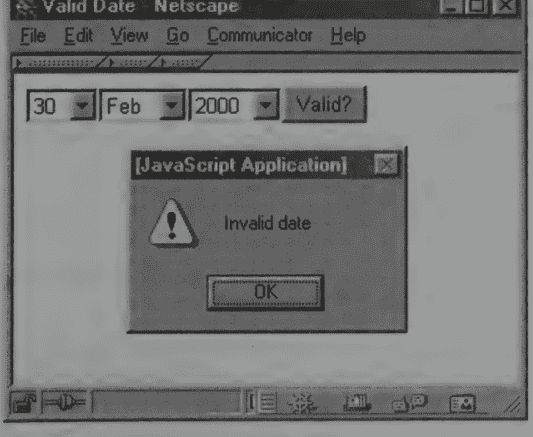 Valid Date - Netscape
File Edit View Go Communicator Help
30 Feb 2000 Valid?
[JavaScript Application]
Invalid date
OK